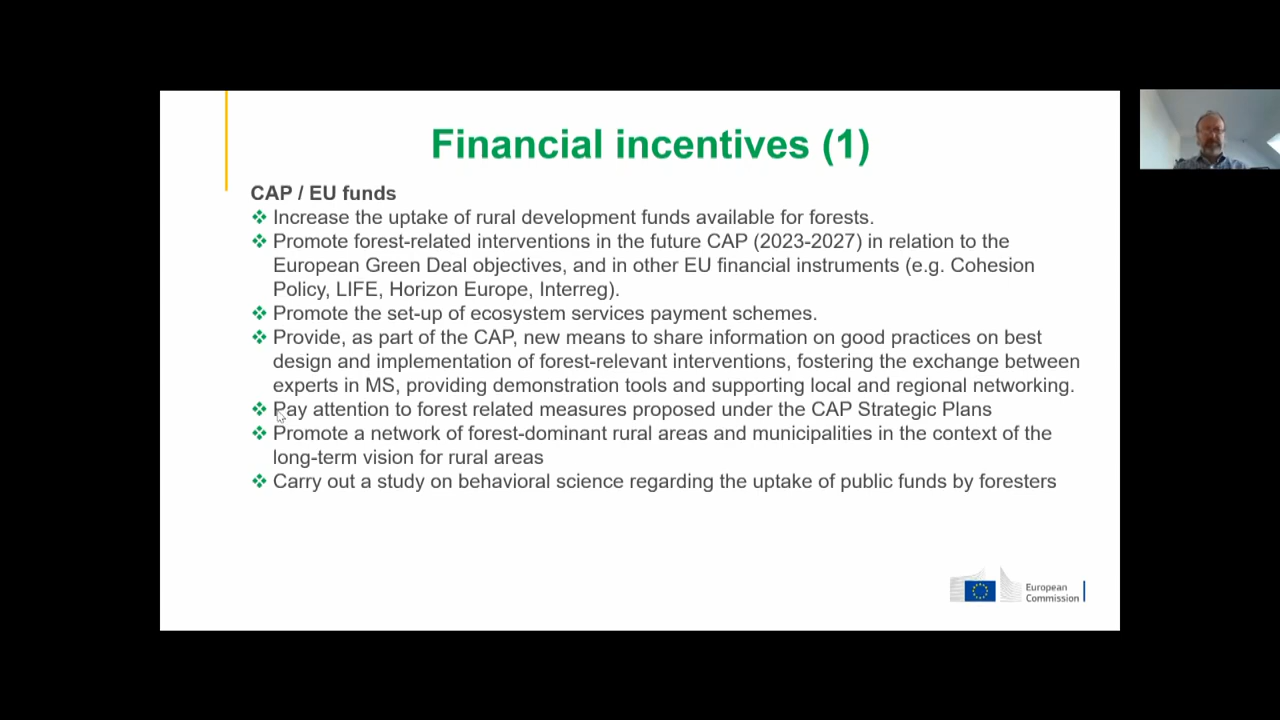 Financial incentives (1)
CAP / EU funds
❖ Increase the uptake of rural development funds available for forests.
❖ Promote forest-related interventions in the future CAP (2023-2027) in relation to the
European Green Deal objectives, and in other EU financial instruments (e.g. Cohesion
Policy, LIFE, Horizon Europe, Interreg).
❖ Promote the set-up of ecosystem services payment schemes.
❖ Provide, as part of the CAP, new means to share information on good practices on best
design and implementation of forest-relevant interventions, fostering the exchange between
experts in MS, providing demonstration tools and supporting local and regional networking.
❖ Pay attention to forest related measures proposed under the CAP Strategic Plans
❖ Promote a network of forest-dominant rural areas and municipalities in the context of the
long-term vision for rural areas
❖ Carry out a study on behavioral science regarding the uptake of public funds by foresters
European
Commission